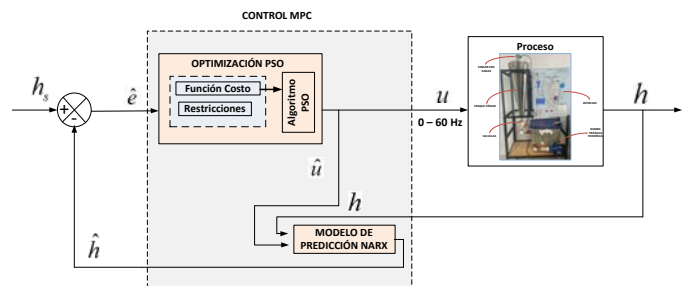 CONTROL MPC
OPTIMIZACIÓN PSO
Función Costo
Restricciones
Algoritmo
PSO
Proceso
h_s
+
-
ê
u
0 – 60 Hz
h
û
h
ĥ
MODELO DE
PREDICCIÓN NARX